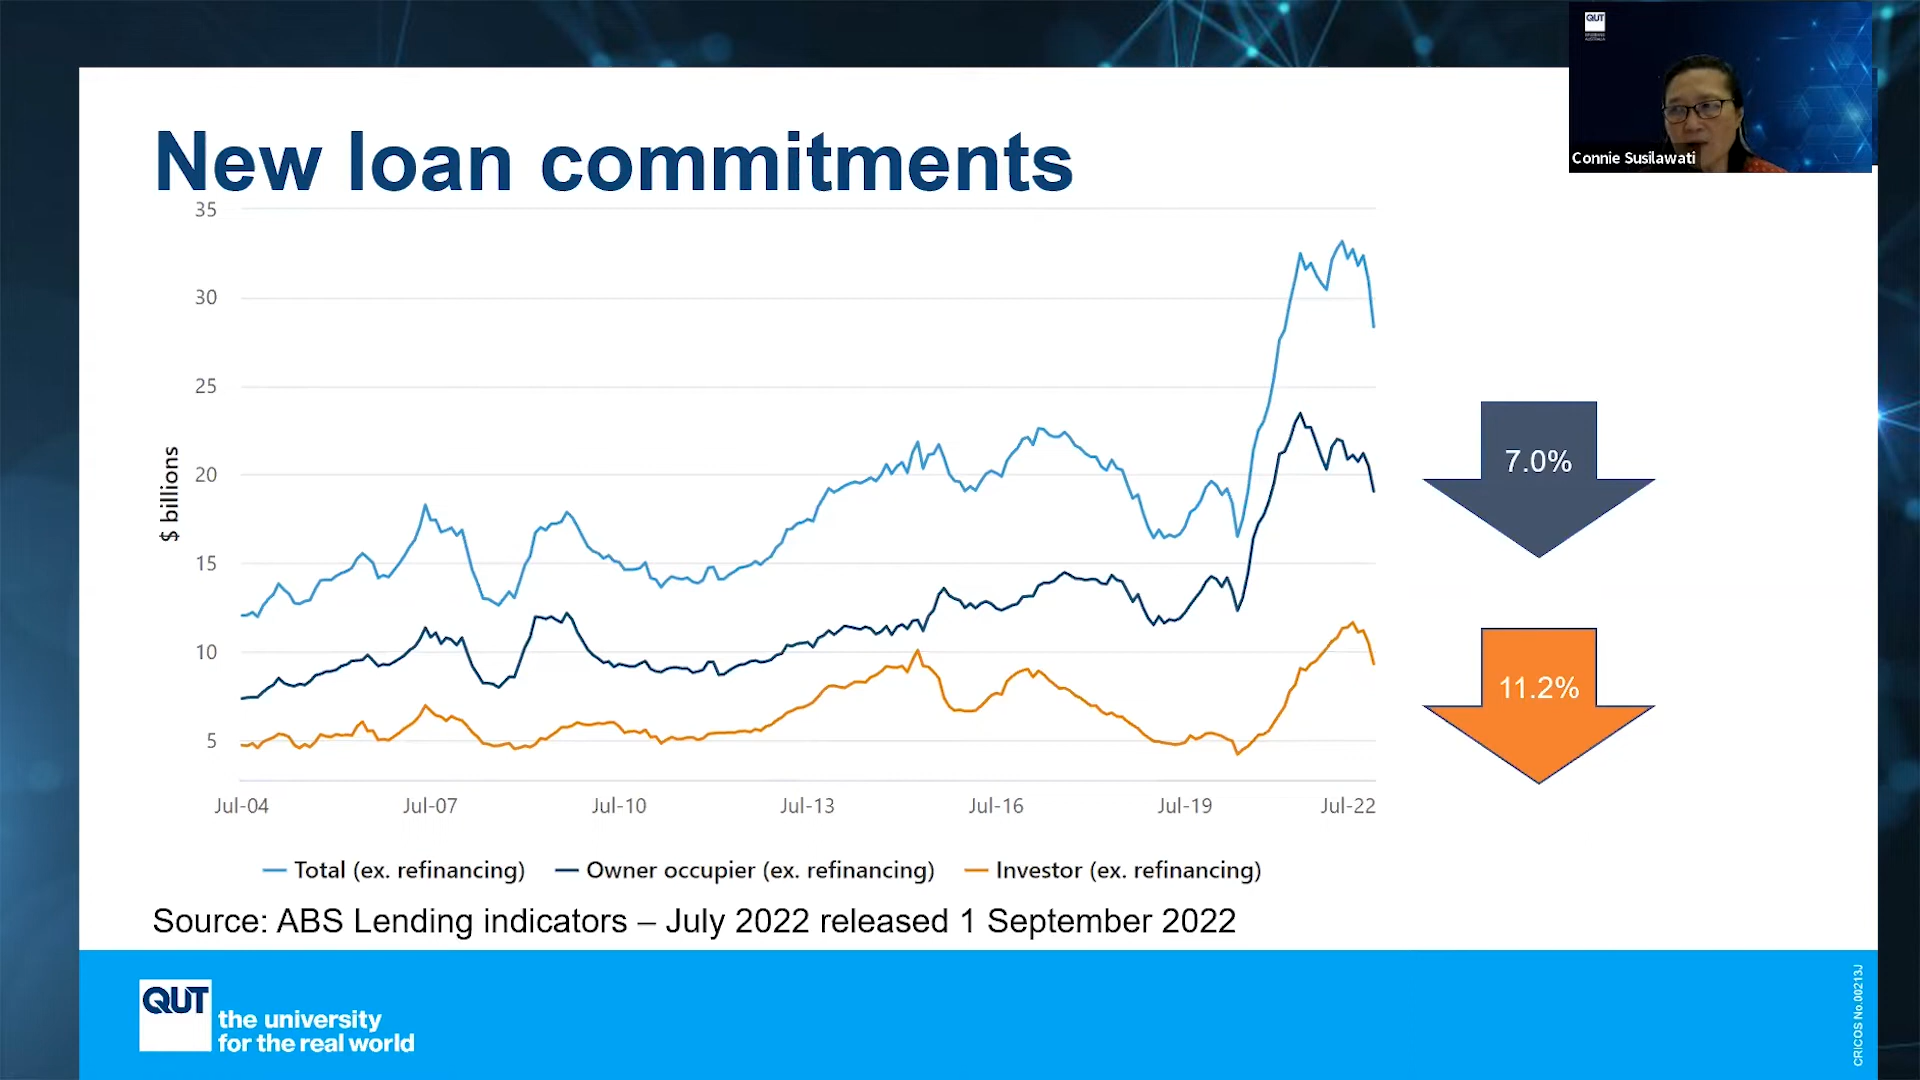 QUT
Connie Susilawati
New loan commitments
35
30
25
20
15
10
5
$ billions
Jul-04 Jul-07 Jul-10 Jul-13 Jul-16 Jul-19 Jul-22
Total (ex. refinancing) Owner occupier (ex. refinancing) Investor (ex. refinancing)
7.0%
11.2%
Source: ABS Lending indicators – July 2022 released 1 September 2022
QUT
the university
for the real world
CRICOS No.00213J